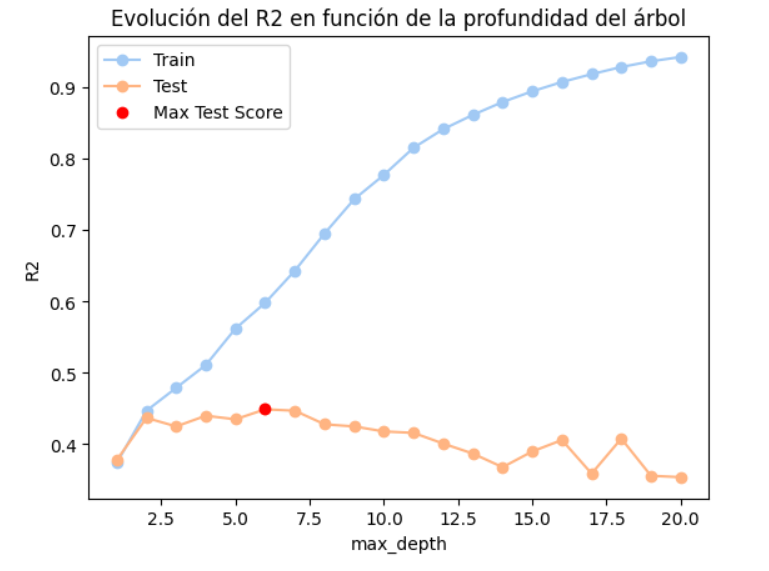 Evolución del R2 en función de la profundidad del árbol
Train
Test
Max Test Score
0.9
0.8
0.7
0.6
0.5
0.4
R2
2.5 5.0 7.5 10.0 12.5 15.0 17.5 20.0
max_depth